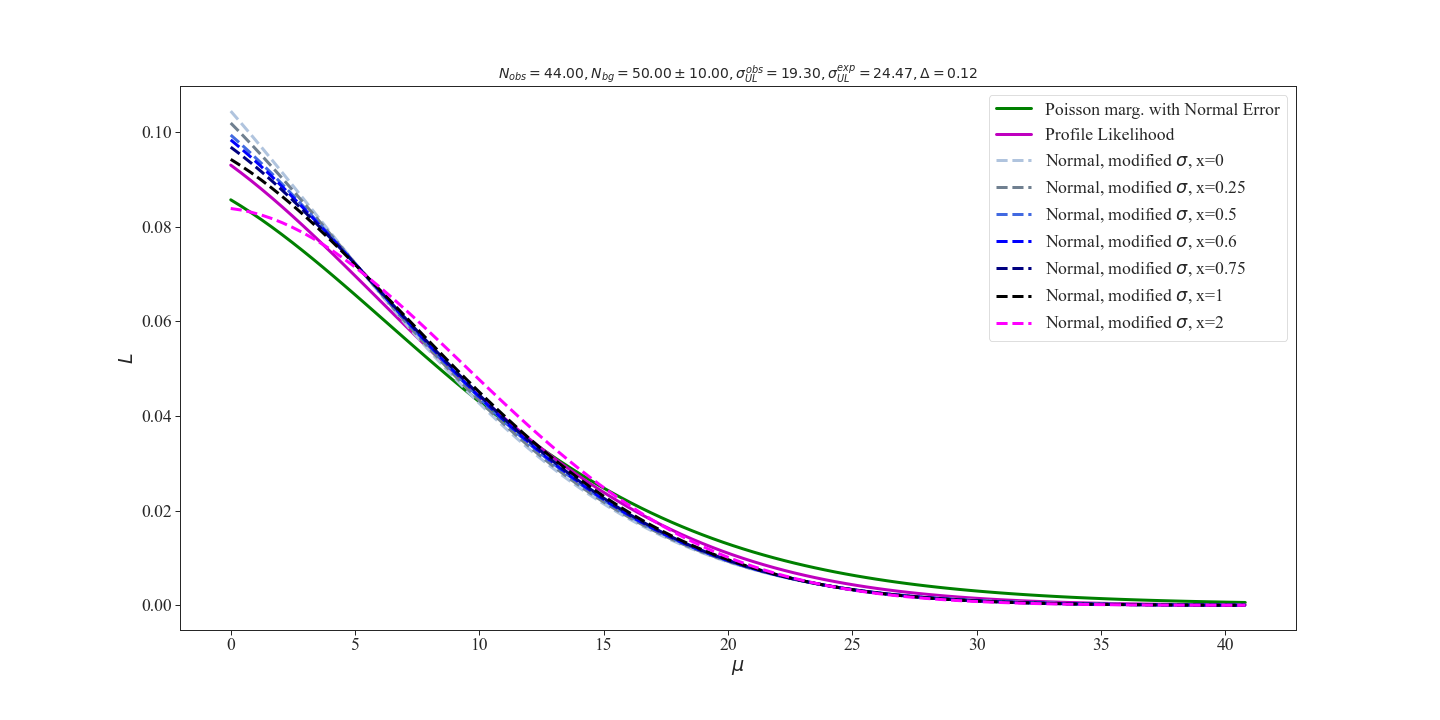 N_obs = 44.00, N_bg = 50.00 ± 10.00, σ_UL^obs = 19.30, σ_UL^exp = 24.47, Δ = 0.12
Poisson marg. with Normal Error
Profile Likelihood
Normal, modified σ, x=0
Normal, modified σ, x=0.25
Normal, modified σ, x=0.5
Normal, modified σ, x=0.6
Normal, modified σ, x=0.75
Normal, modified σ, x=1
Normal, modified σ, x=2
0.10
0.08
0.06
0.04
0.02
0.00
L
0 5 10 15 20 25 30 35 40
μ